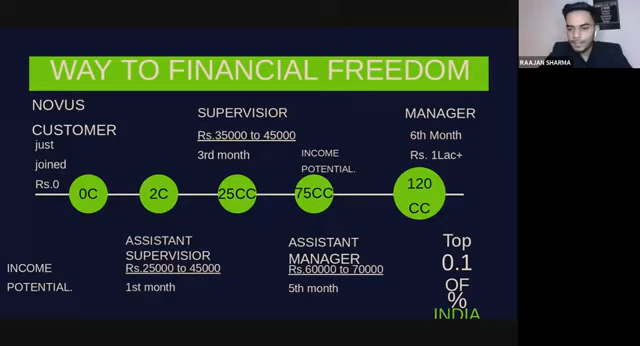 WAY TO FINANCIAL FREEDOM
NOVUS
CUSTOMER
just
joined
Rs.0
SUPERVISIOR
Rs.35000 to 45000
3rd month
INCOME
POTENTIAL.
MANAGER
6th Month
Rs. 1Lac+
0C
2C
25CC
75CC
120
CC
ASSISTANT
SUPERVISIOR
Rs.25000 to 45000
1st month
ASSISTANT
MANAGER
Rs.60000 to 70000
5th month
INCOME
POTENTIAL.
Top
0.1
OF
%
INDIA
RAAJAN SHARMA